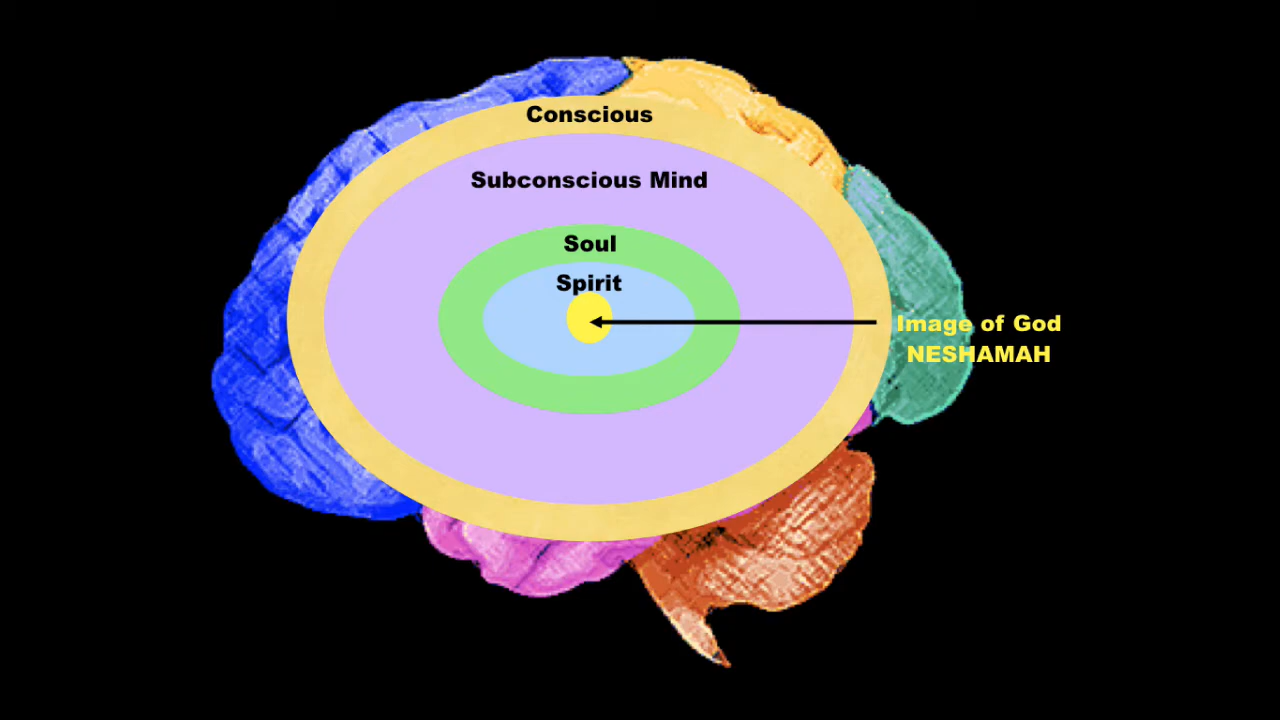 Conscious
Subconscious Mind
Soul
Spirit
Image of God
NESHAMAH